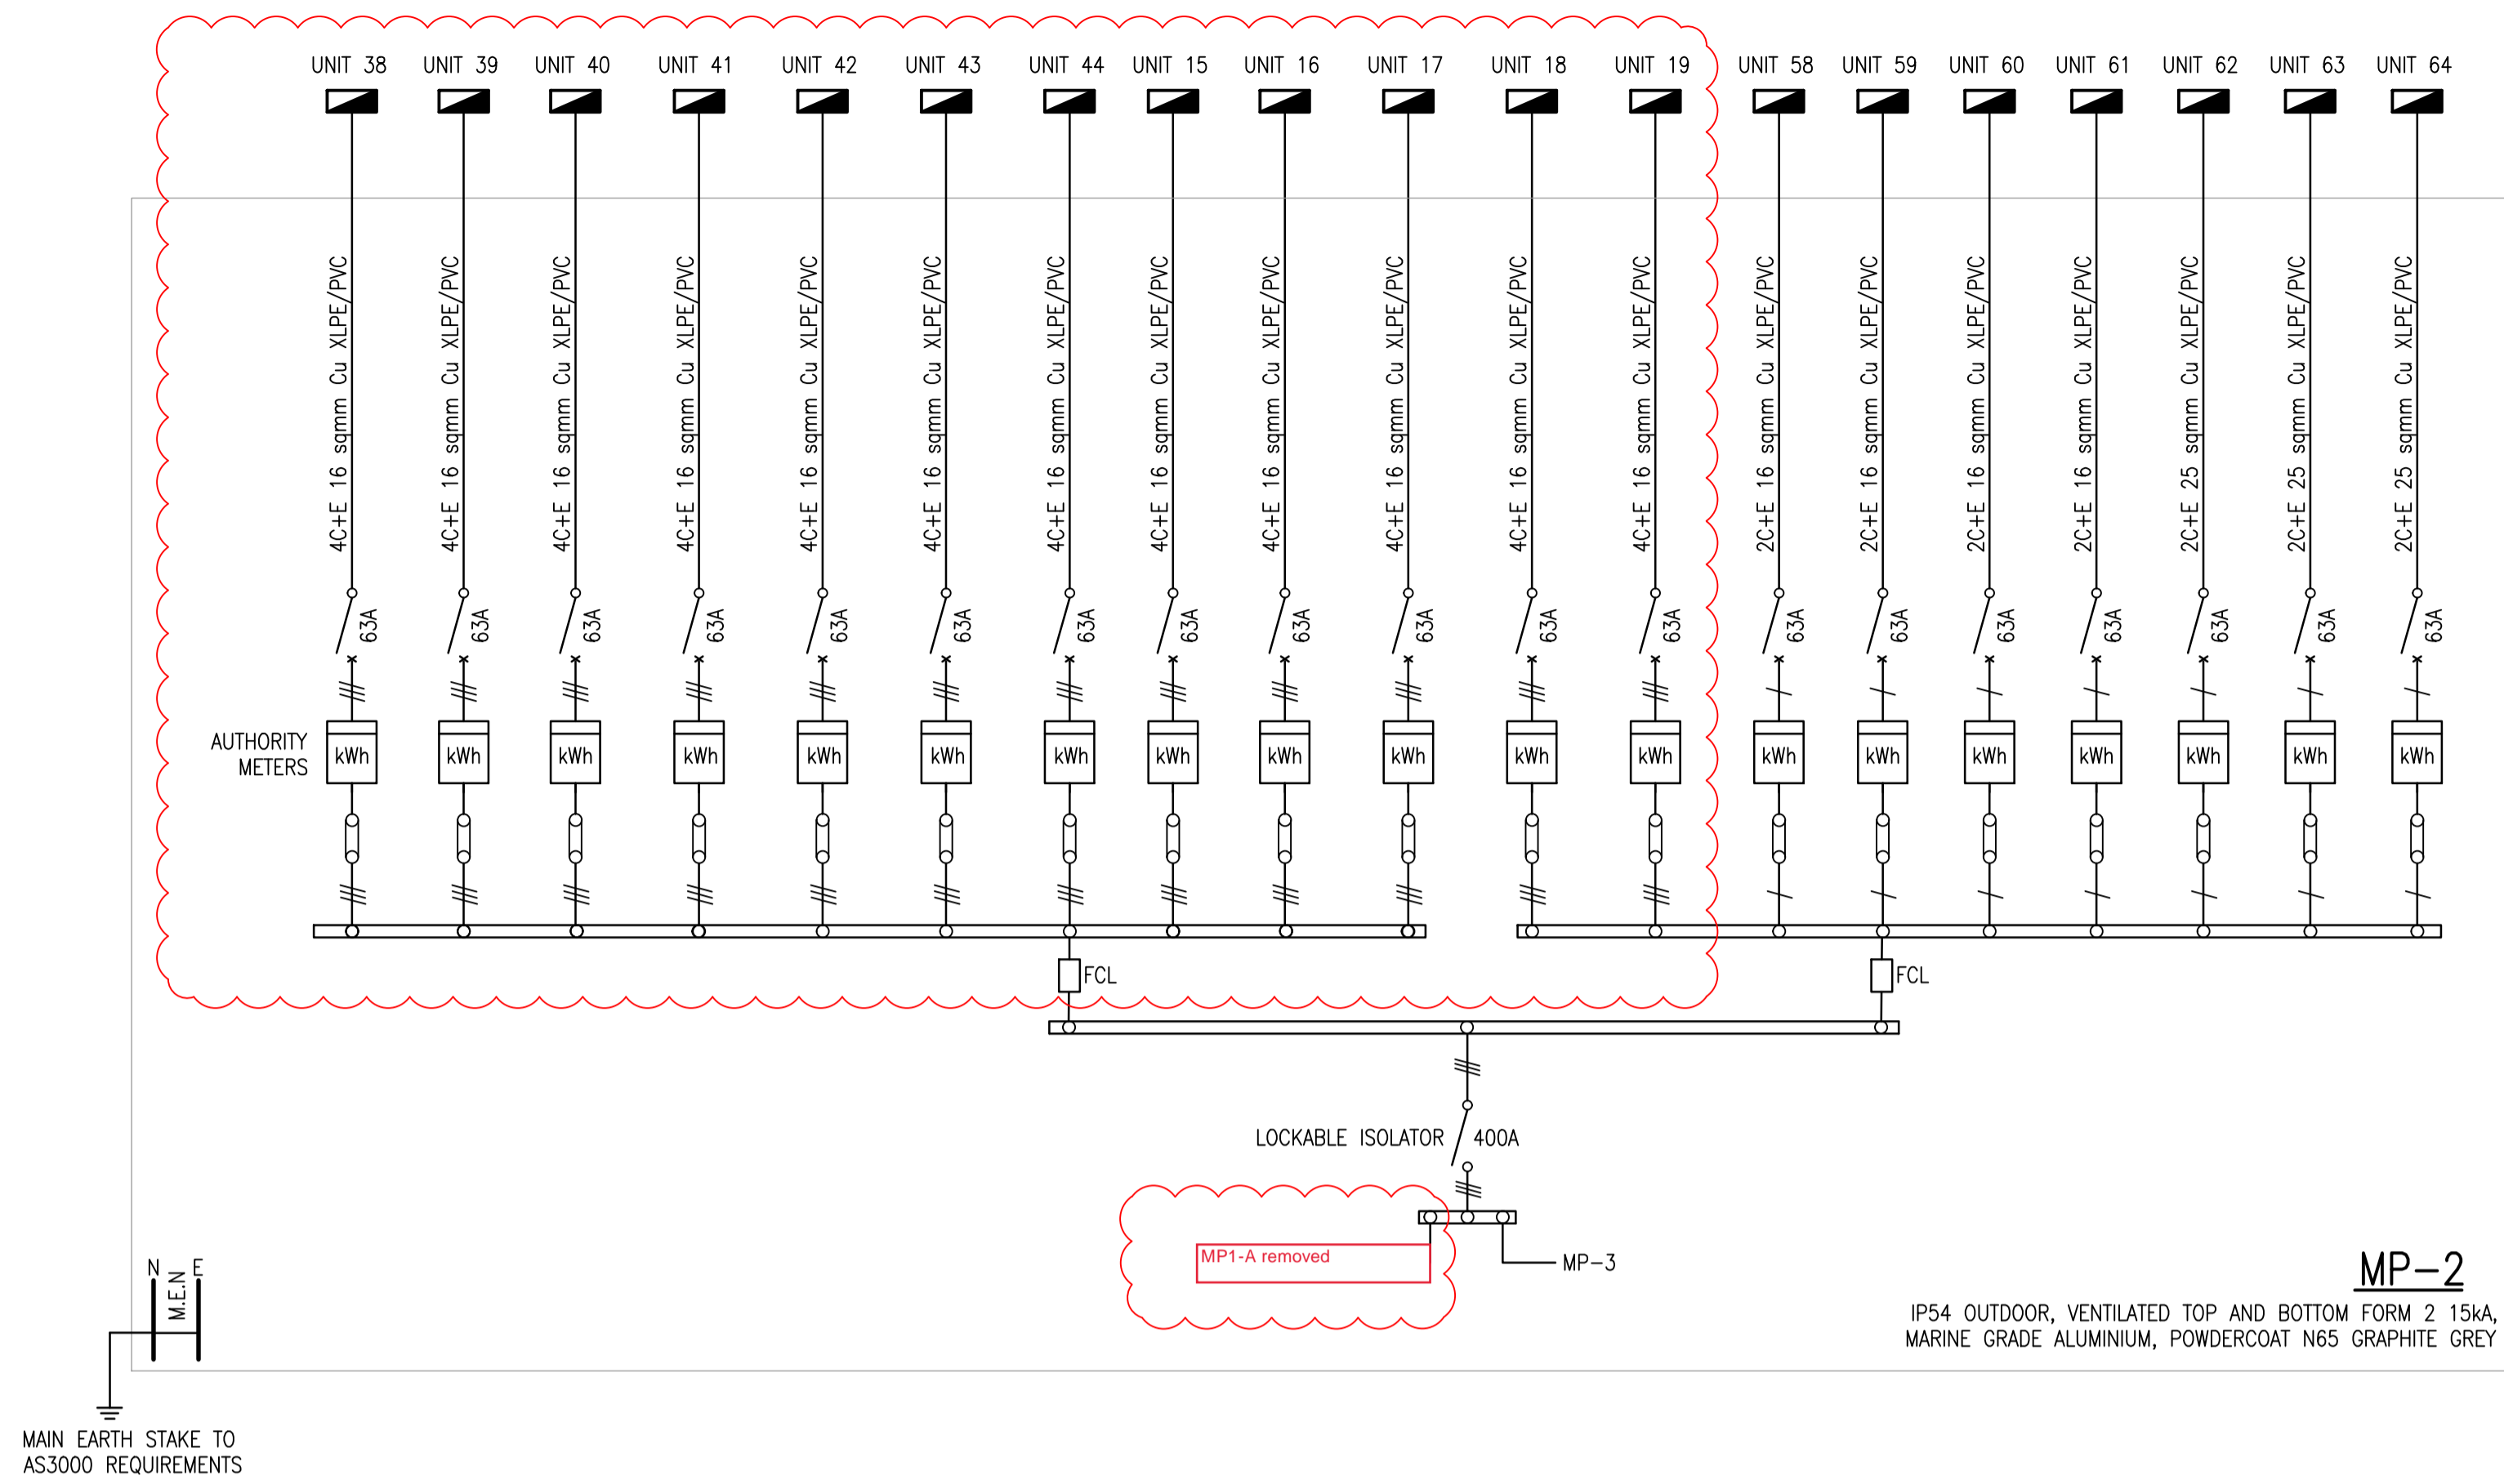 UNIT 38 UNIT 39 UNIT 40 UNIT 41 UNIT 42 UNIT 43 UNIT 44 UNIT 15 UNIT 16 UNIT 17 UNIT 18 UNIT 19 UNIT 58 UNIT 59 UNIT 60 UNIT 61 UNIT 62 UNIT 63 UNIT 64
4C+E 16 sqmm Cu XLPE/PVC
4C+E 16 sqmm Cu XLPE/PVC
4C+E 16 sqmm Cu XLPE/PVC
4C+E 16 sqmm Cu XLPE/PVC
4C+E 16 sqmm Cu XLPE/PVC
4C+E 16 sqmm Cu XLPE/PVC
4C+E 16 sqmm Cu XLPE/PVC
4C+E 16 sqmm Cu XLPE/PVC
4C+E 16 sqmm Cu XLPE/PVC
4C+E 16 sqmm Cu XLPE/PVC
4C+E 16 sqmm Cu XLPE/PVC
4C+E 16 sqmm Cu XLPE/PVC
2C+E 16 sqmm Cu XLPE/PVC
2C+E 16 sqmm Cu XLPE/PVC
2C+E 16 sqmm Cu XLPE/PVC
2C+E 16 sqmm Cu XLPE/PVC
2C+E 25 sqmm Cu XLPE/PVC
2C+E 25 sqmm Cu XLPE/PVC
2C+E 25 sqmm Cu XLPE/PVC
63A 63A 63A 63A 63A 63A 63A 63A 63A 63A 63A 63A 63A 63A 63A 63A 63A 63A 63A
AUTHORITY
METERS
kWh kWh kWh kWh kWh kWh kWh kWh kWh kWh kWh kWh kWh kWh kWh kWh kWh kWh kWh
FCL FCL
LOCKABLE ISOLATOR 400A
MP1-A removed
MP-3
N M.E.N E
MP-2
IP54 OUTDOOR, VENTILATED TOP AND BOTTOM FORM 2 15kA,
MARINE GRADE ALUMINIUM, POWDERCOAT N65 GRAPHITE GREY
MAIN EARTH STAKE TO
AS3000 REQUIREMENTS